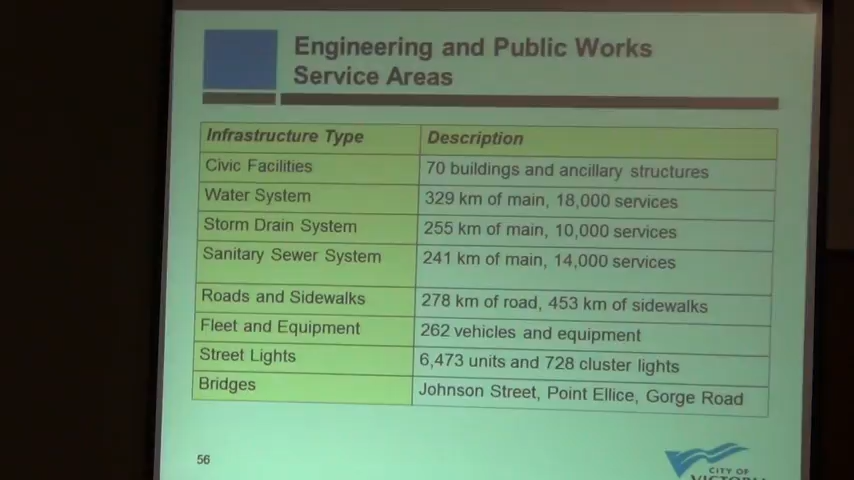 Engineering and Public Works
Service Areas
Infrastructure Type Description
Civic Facilities 70 buildings and ancillary structures
Water System 329 km of main, 18,000 services
Storm Drain System 255 km of main, 10,000 services
Sanitary Sewer System 241 km of main, 14,000 services
Roads and Sidewalks 278 km of road, 453 km of sidewalks
Fleet and Equipment 262 vehicles and equipment
Street Lights 6,473 units and 728 cluster lights
Bridges Johnson Street, Point Ellice, Gorge Road
56
CITY OF
VICTORIA